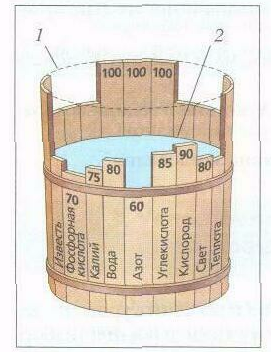 1
2
100 100 100
75
80
85
90
80
70
60
Известь
Фосфорная
кислота
Калий
Вода
Азот
Углекислота
Кислород
Свет
Теплота